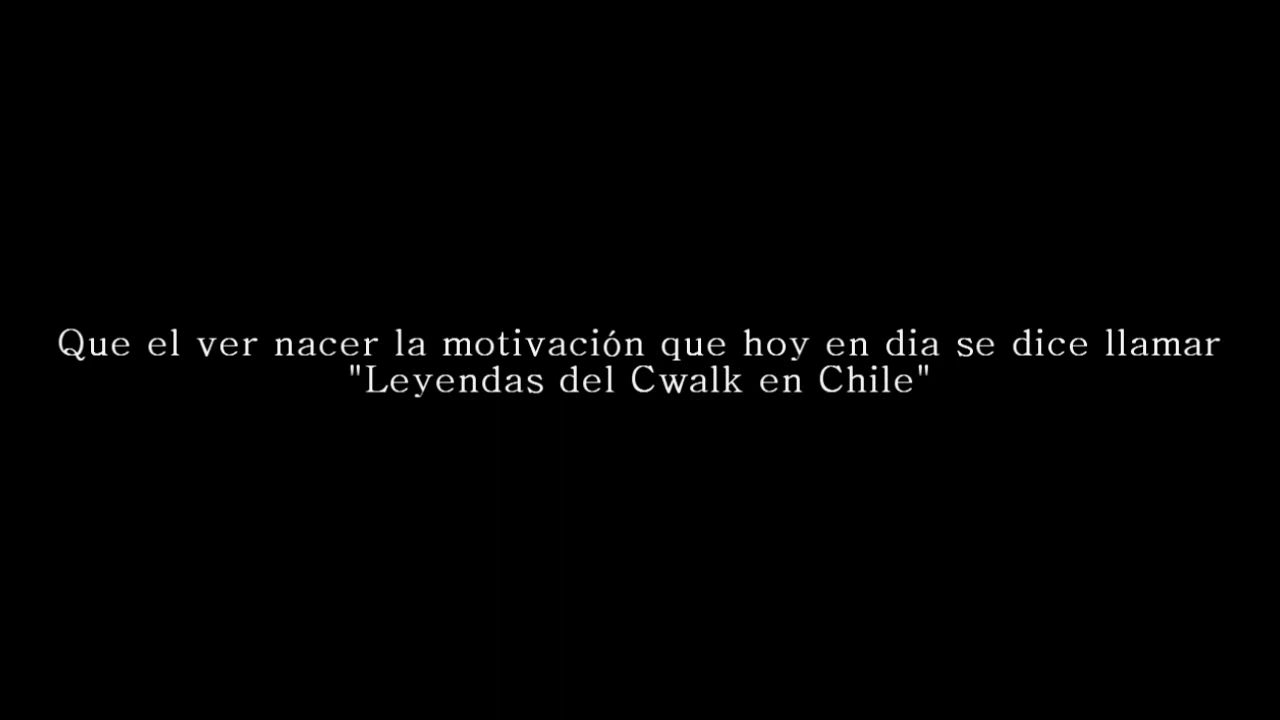 Que el ver nacer la motivación que hoy en dia se dice llamar
"Leyendas del Cwalk en Chile"